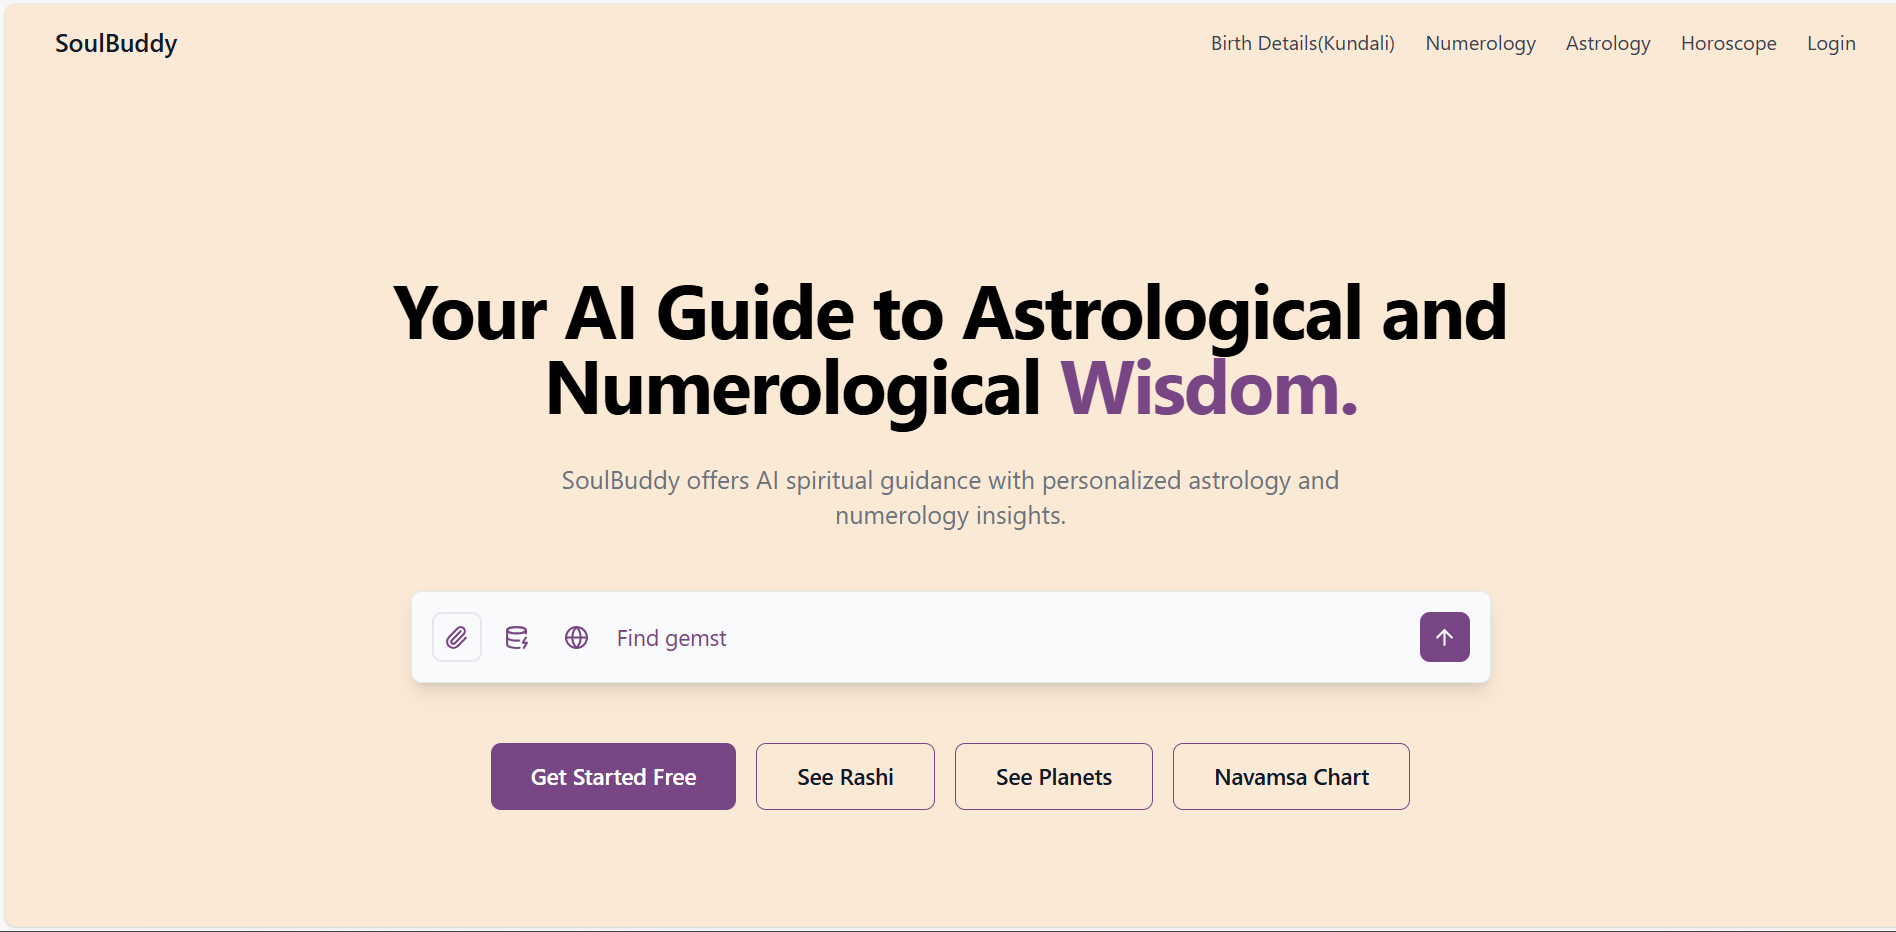 SoulBuddy
Birth Details(Kundali) Numerology Astrology Horoscope Login
Your AI Guide to Astrological and
Numerological Wisdom.
SoulBuddy offers AI spiritual guidance with personalized astrology and
numerology insights.
Find gemst
Get Started Free See Rashi See Planets Navamsa Chart